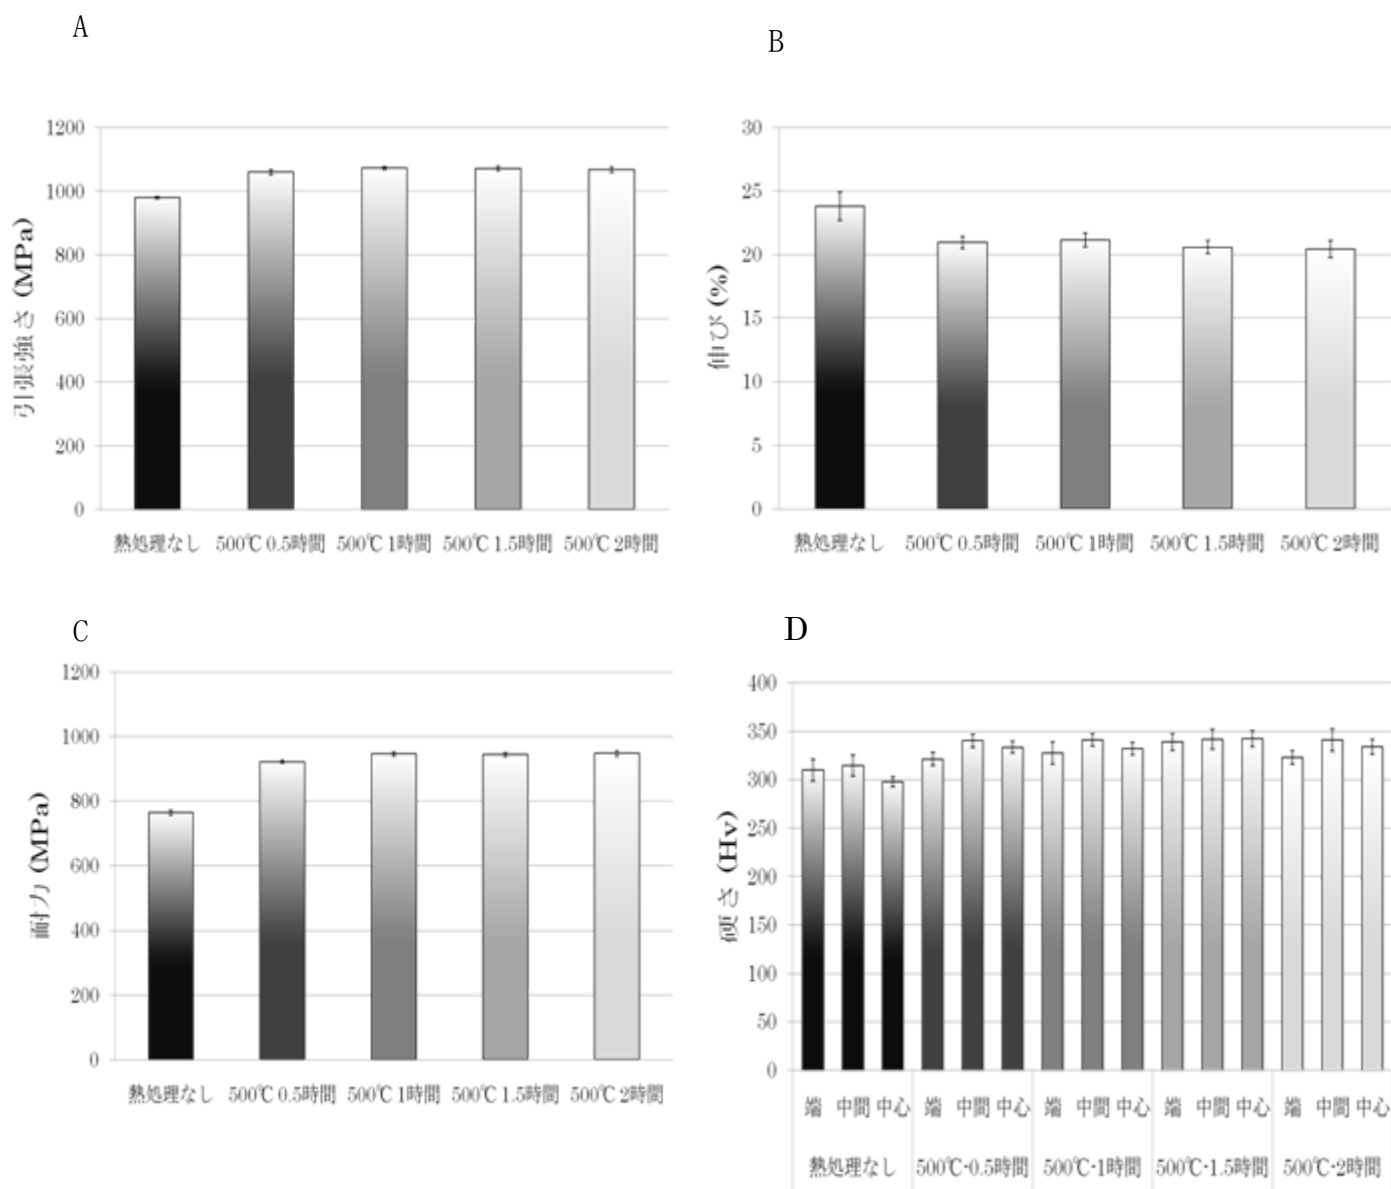 A
1200
1000
800
600
400
200
0
引張強さ (MPa)
熱処理なし 500℃ 0.5時間 500℃ 1時間 500℃ 1.5時間 500℃ 2時間
B
30
25
20
15
10
5
0
伸び (%)
熱処理なし 500℃ 0.5時間 500℃ 1時間 500℃ 1.5時間 500℃ 2時間
C
1200
1000
800
600
400
200
0
耐力 (MPa)
熱処理なし 500℃ 0.5時間 500℃ 1時間 500℃ 1.5時間 500℃ 2時間
D
400
350
300
250
200
150
100
50
0
硬さ (Hv)
端 中間 中心 端 中間 中心 端 中間 中心 端 中間 中心 端 中間 中心
熱処理なし 500℃-0.5時間 500℃-1時間 500℃-1.5時間 500℃-2時間